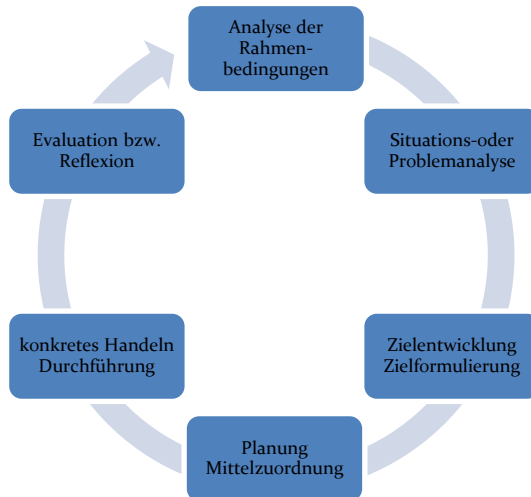 Analyse der
Rahmen-
bedingungen
Situations-oder
Problemanalyse
Zielentwicklung
Zielformulierung
Planung
Mittelzuordnung
konkretes Handeln
Durchführung
Evaluation bzw.
Reflexion